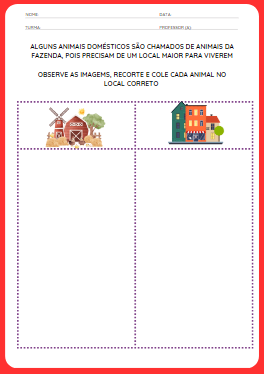 NOME:
DATA:
TURMA:
PROFESSOR (A):
ALGUNS ANIMAIS DOMÉSTICOS SÃO CHAMADOS DE ANIMAIS DA
FAZENDA, POIS PRECISAM DE UM LOCAL MAIOR PARA VIVEREM
OBSERVE AS IMAGEMS, RECORTE E COLE CADA ANIMAL NO
LOCAL CORRETO